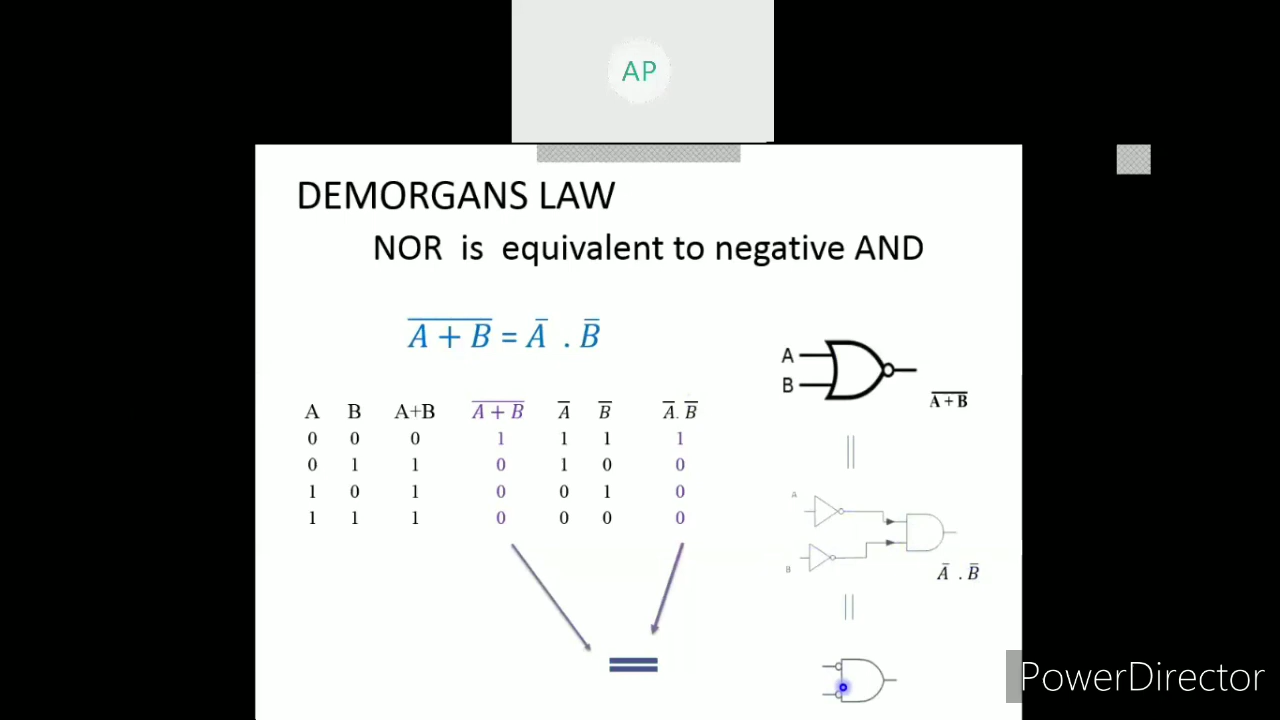 AP
DEMORGANS LAW
NOR is equivalent to negative AND
A̅ ̅+̅ ̅B̅ = A̅ . B̅
A B A+B A̅ ̅+̅ ̅B̅ A̅ B̅ A̅. B̅
0 0 0 1 1 1 1
0 1 1 0 1 0 0
1 0 1 0 0 1 0
1 1 1 0 0 0 0
A
B
A̅ ̅+̅ ̅B̅
A
B
A̅ . B̅
PowerDirector